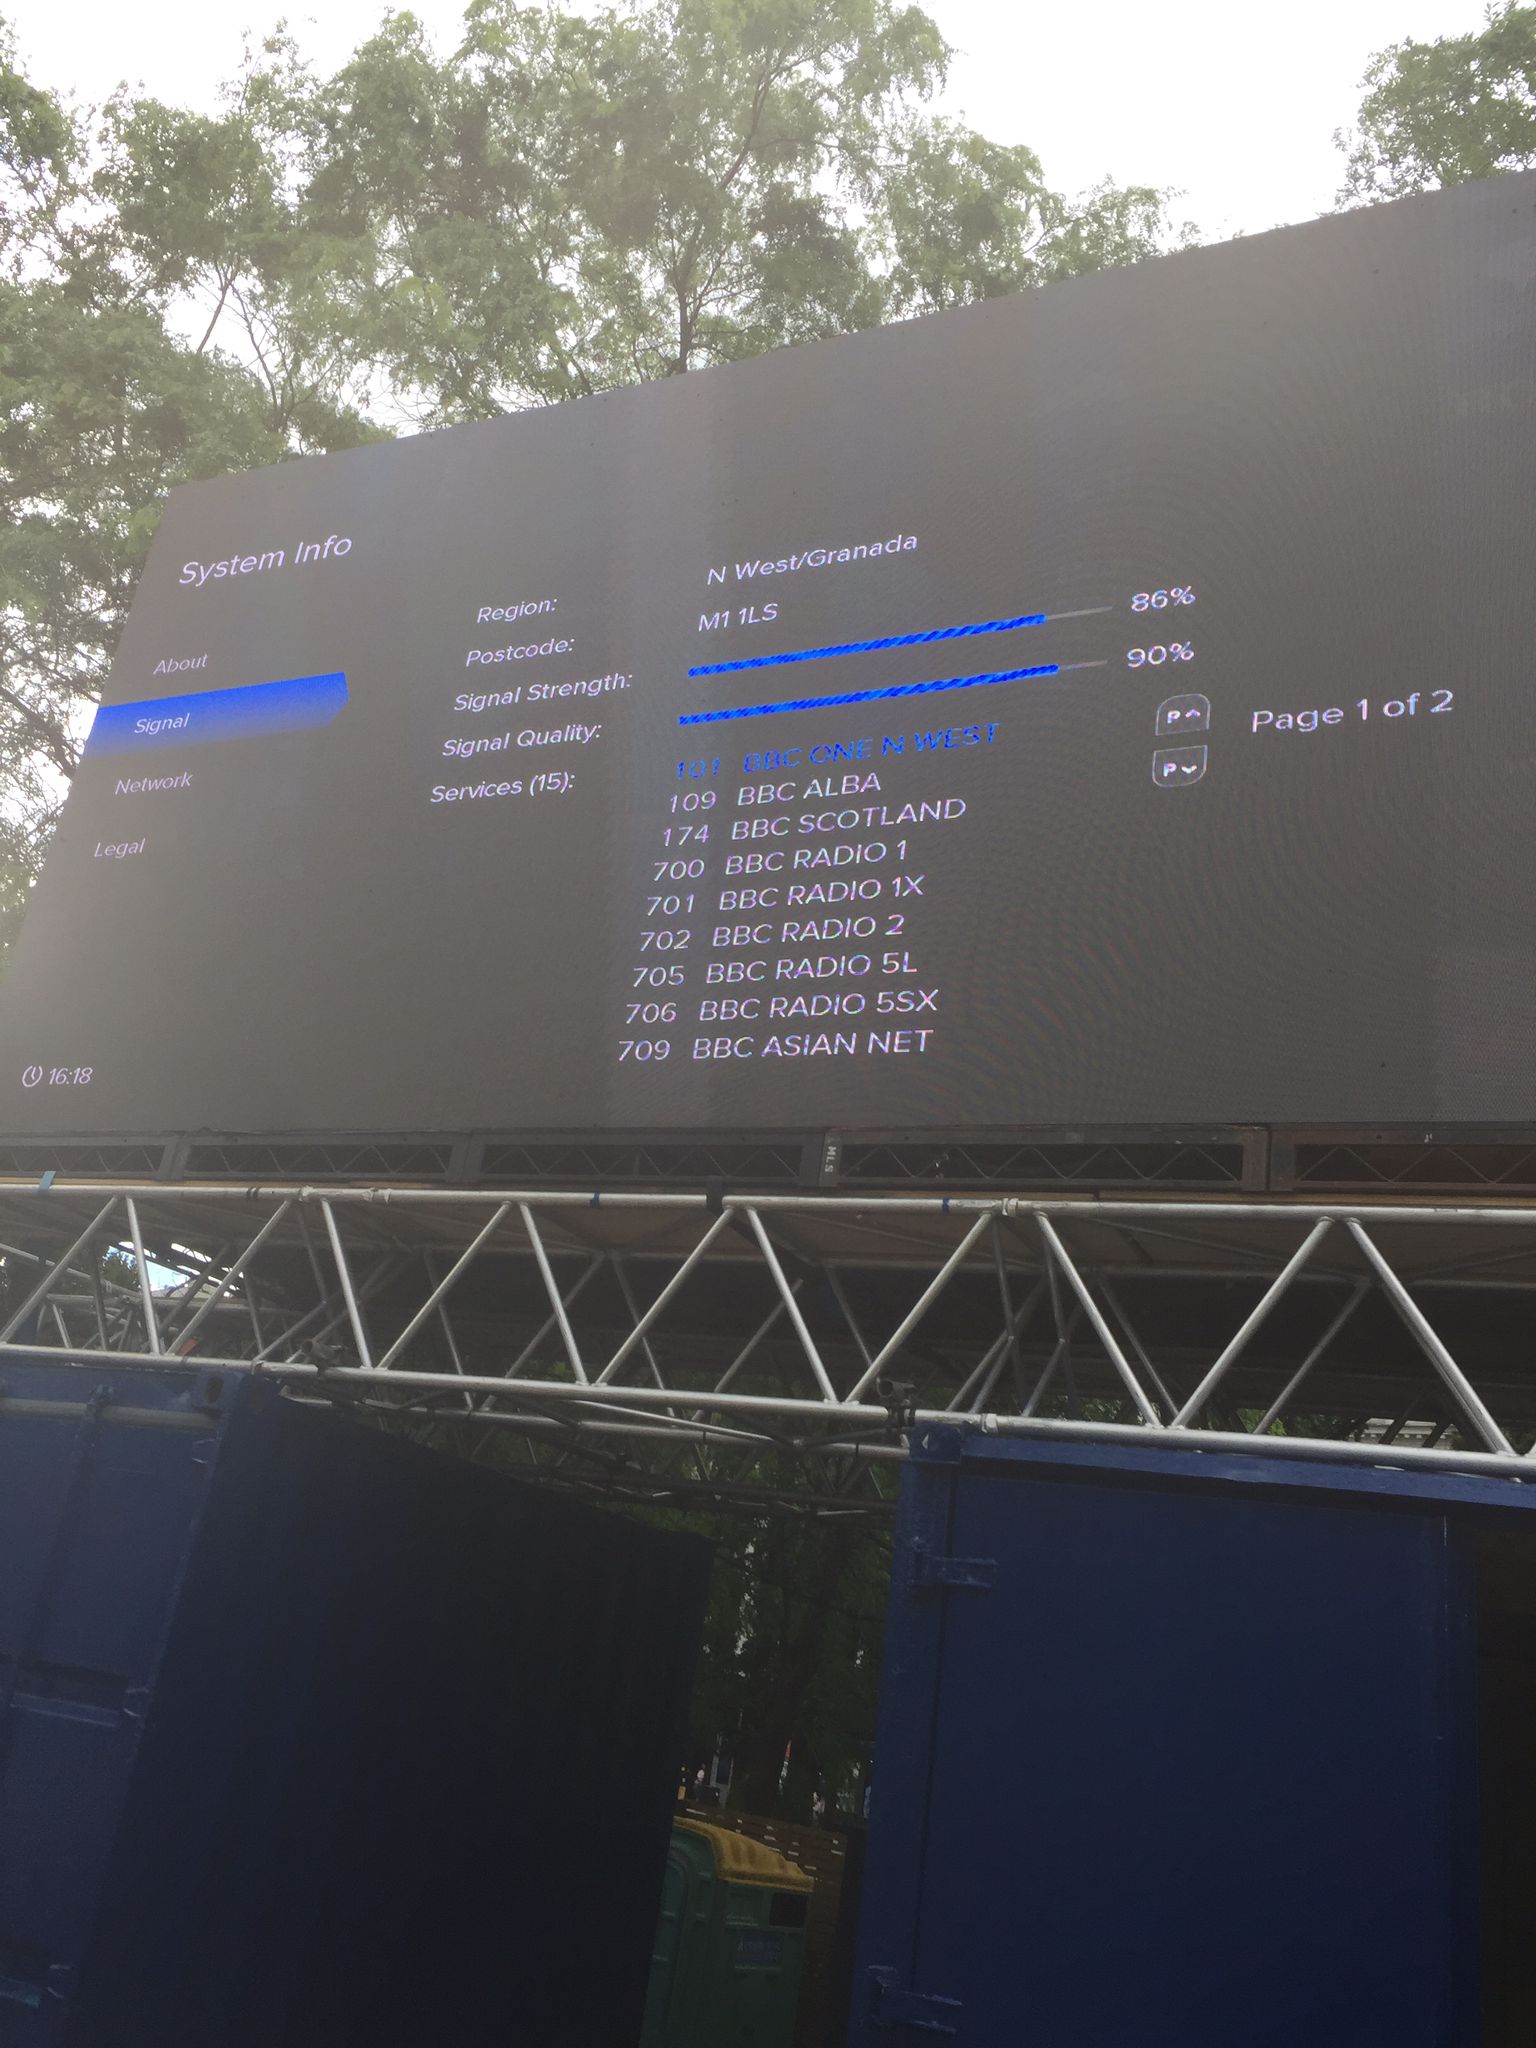 System Info
About
Signal
Network
Legal
16:18
Region: N West/Granada
Postcode: M1 1LS
Signal Strength: 86%
Signal Quality: 90%
Services (15): 101 BBC ONE N WEST
109 BBC ALBA
174 BBC SCOTLAND
700 BBC RADIO 1
701 BBC RADIO 1X
702 BBC RADIO 2
705 BBC RADIO 5L
706 BBC RADIO 5SX
709 BBC ASIAN NET
P
P
Page 1 of 2
MLS